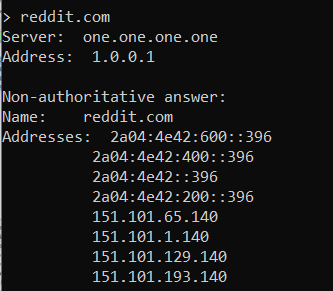 > reddit.com
Server:  one.one.one.one
Address:  1.0.0.1

Non-authoritative answer:
Name:    reddit.com
Addresses:  2a04:4e42:600::396
          2a04:4e42:400::396
          2a04:4e42::396
          2a04:4e42:200::396
          151.101.65.140
          151.101.1.140
          151.101.129.140
          151.101.193.140